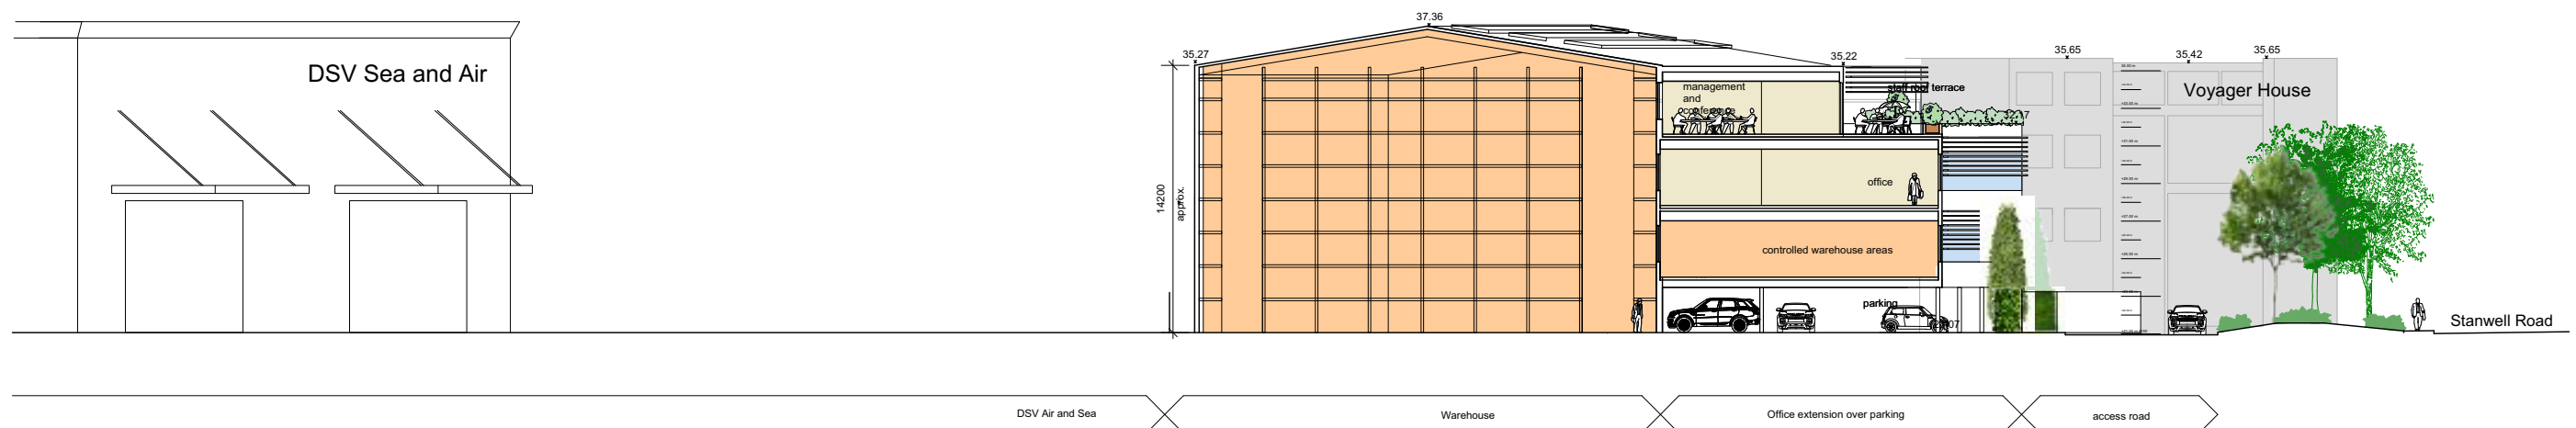 37.36
35.27
35.22
35.65
35.42
35.65
DSV Sea and Air
Voyager House
management
and
conference
staff roof terrace
office
14200
approx.
controlled warehouse areas
parking
Stanwell Road
DSV Air and Sea
Warehouse
Office extension over parking
access road